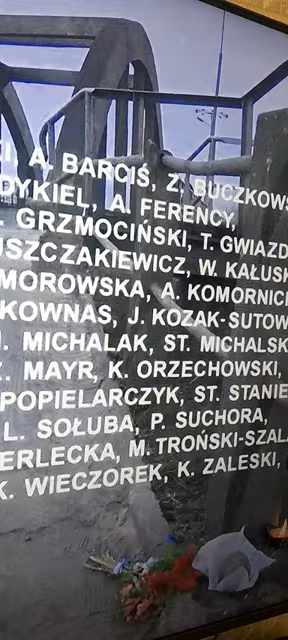 I, A. BARCIŚ, Z. BUCZKOWS
DYKIEL, A. FERENCY,
GRZMOCIŃSKI, T. GWIAZD
USZCZAKIEWICZ, W. KAŁUSK
MOROWSKA, A. KOMORNICK
KOWNAS, J. KOZAK-SUTOW
. MICHALAK, ST. MICHALSK
. MAYR, K. ORZECHOWSKI,
POPIELARCZYK, ST. STANIE
L. SOŁUBA, P. SUCHORA,
ERLECKA, M. TROŃSKI-SZALA
K. WIECZOREK, K. ZALESKI,